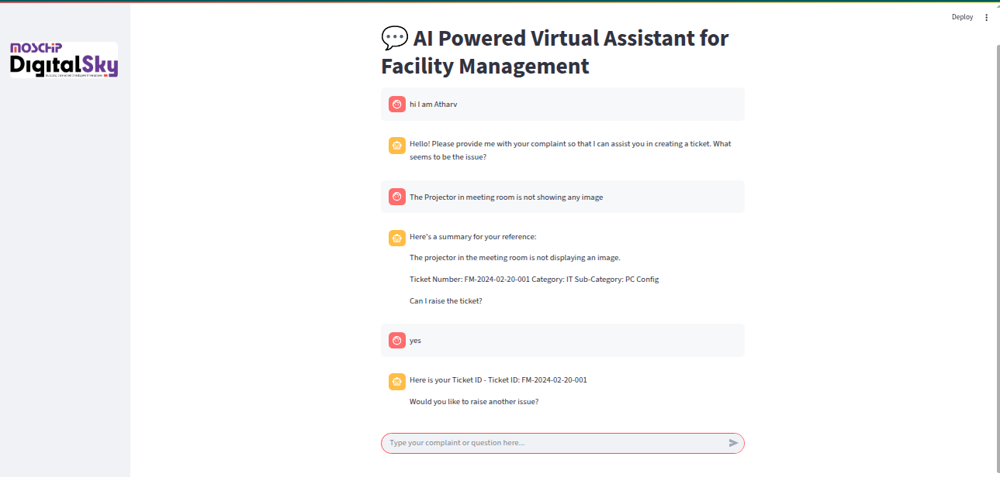 Deploy
MOSCHIP
DigitalSky
AI Powered Virtual Assistant for
Facility Management
hi I am Atharv
Hello! Please provide me with your complaint so that I can assist you in creating a ticket. What
seems to be the issue?
The Projector in meeting room is not showing any image
Here's a summary for your reference:
The projector in the meeting room is not displaying an image.
Ticket Number: FM-2024-02-20-001 Category: IT Sub-Category: PC Config
Can I raise the ticket?
yes
Here is your Ticket ID - Ticket ID: FM-2024-02-20-001
Would you like to raise another issue?
Type your complaint or question here...